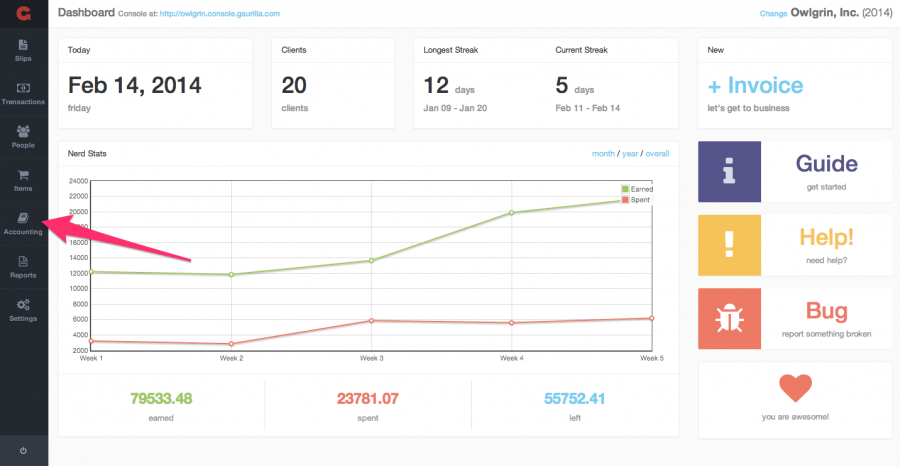 Dashboard Console at: http://owlgrin.console.gaurilla.com
Change Owlgrin, Inc. (2014)
Slips
Transactions
People
Items
Accounting
Reports
Settings
Today
Feb 14, 2014
friday
Clients
20
clients
Longest Streak
12 days
Jan 09 - Jan 20
Current Streak
5 days
Feb 11 - Feb 14
New
+ Invoice
let's get to business
Nerd Stats
month / year / overall
24000
22000
20000
18000
16000
14000
12000
10000
8000
6000
4000
2000
Earned
Spent
Week 1
Week 2
Week 3
Week 4
Week 5
79533.48
earned
23781.07
spent
55752.41
left
Guide
get started
Help!
need help?
Bug
report something broken
you are awesome!